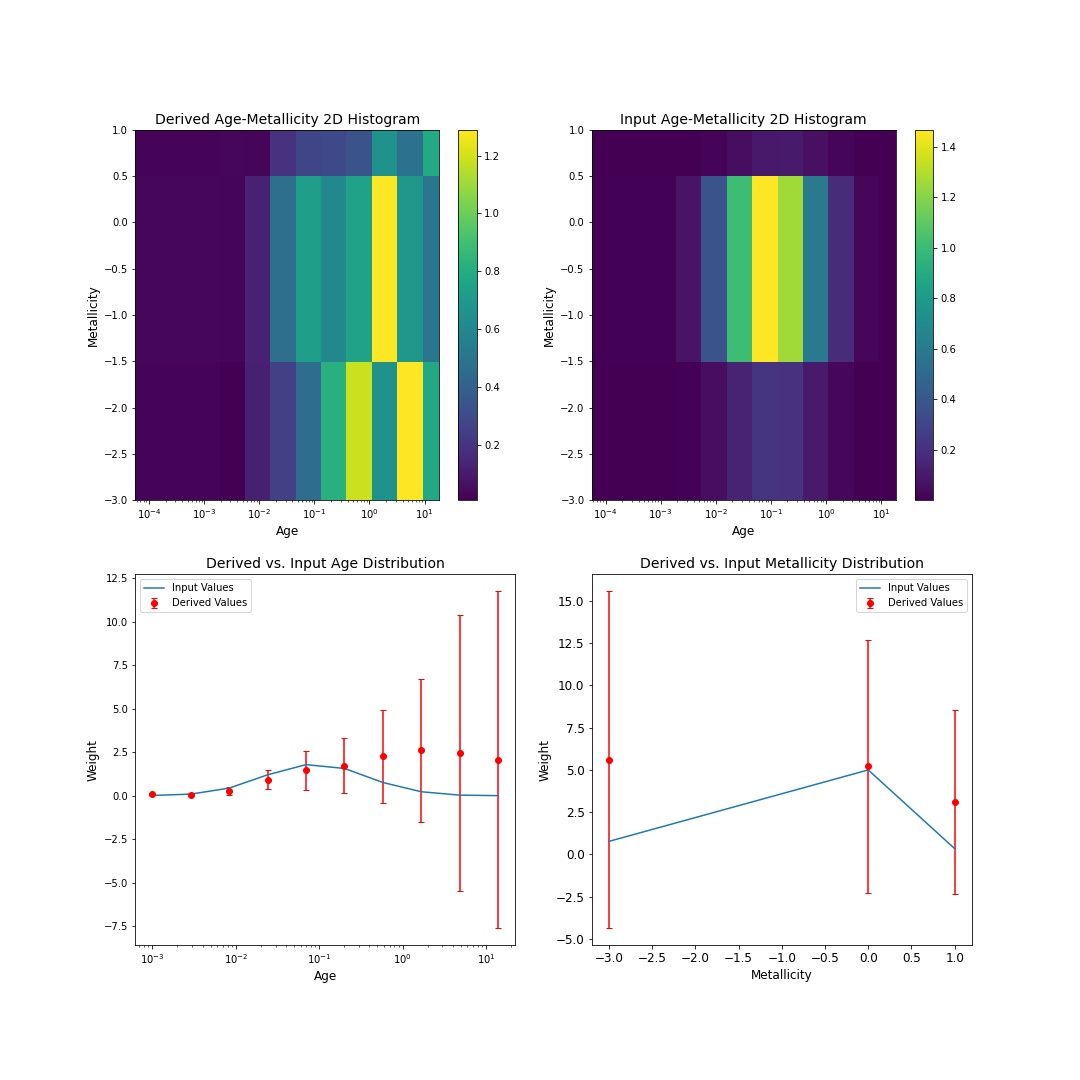 Derived Age-Metallicity 2D Histogram
1.0
0.5
0.0
−0.5
−1.0
−1.5
−2.0
−2.5
−3.0
Metallicity
10⁻⁴ 10⁻³ 10⁻² 10⁻¹ 10⁰ 10¹
Age
1.2
1.0
0.8
0.6
0.4
0.2
Input Age-Metallicity 2D Histogram
1.0
0.5
0.0
−0.5
−1.0
−1.5
−2.0
−2.5
−3.0
Metallicity
10⁻⁴ 10⁻³ 10⁻² 10⁻¹ 10⁰ 10¹
Age
1.4
1.2
1.0
0.8
0.6
0.4
0.2
Derived vs. Input Age Distribution
Input Values
Derived Values
12.5
10.0
7.5
5.0
2.5
0.0
−2.5
−5.0
−7.5
Weight
10⁻³ 10⁻² 10⁻¹ 10⁰ 10¹
Age
Derived vs. Input Metallicity Distribution
Input Values
Derived Values
15.0
12.5
10.0
7.5
5.0
2.5
0.0
−2.5
−5.0
Weight
−3.0 −2.5 −2.0 −1.5 −1.0 −0.5 0.0 0.5 1.0
Metallicity